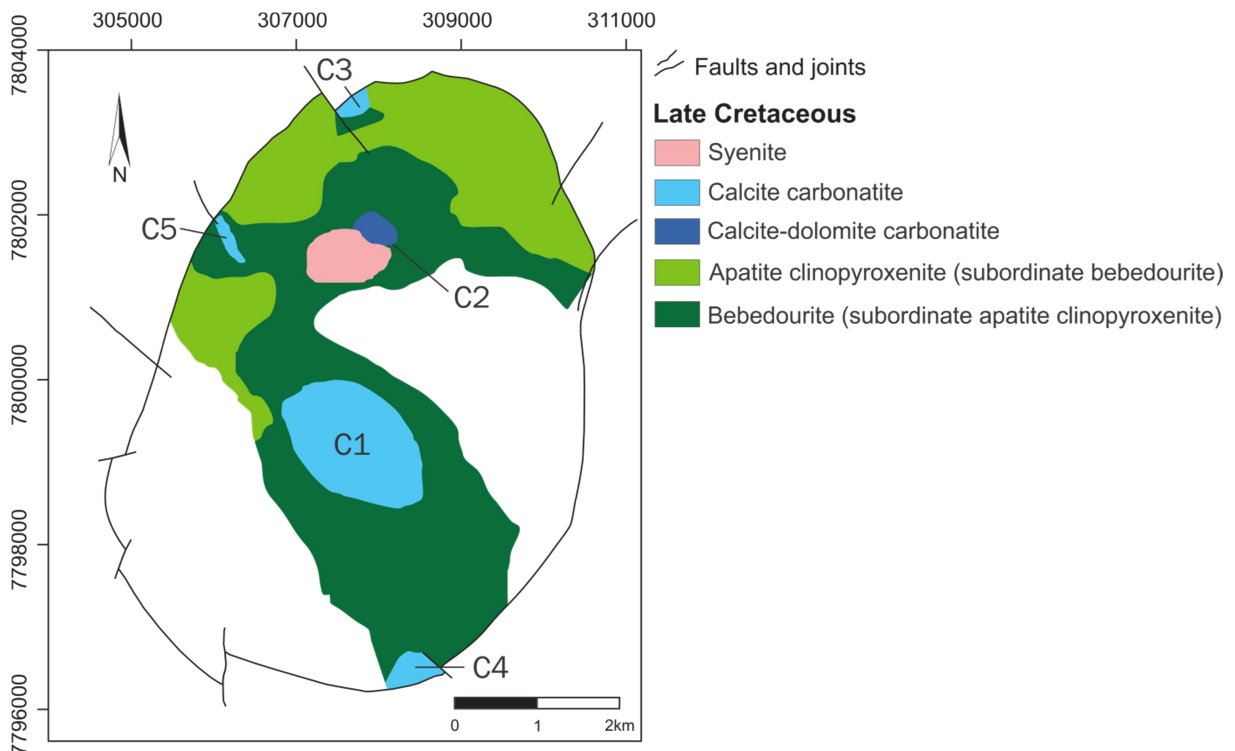 305000 307000 309000 311000
7804000
7802000
7800000
7798000
7796000
N
C3
C5
C2
C1
C4
0 1 2km
Faults and joints
Late Cretaceous
Syenite
Calcite carbonatite
Calcite-dolomite carbonatite
Apatite clinopyroxenite (subordinate bebedourite)
Bebedourite (subordinate apatite clinopyroxenite)